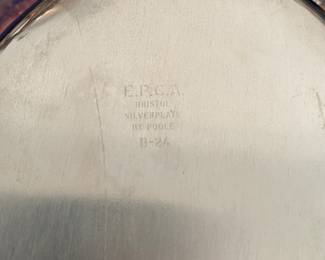 E.P.C.A.
BRISTOL
SILVERPLATE
BY POOLE
B-24